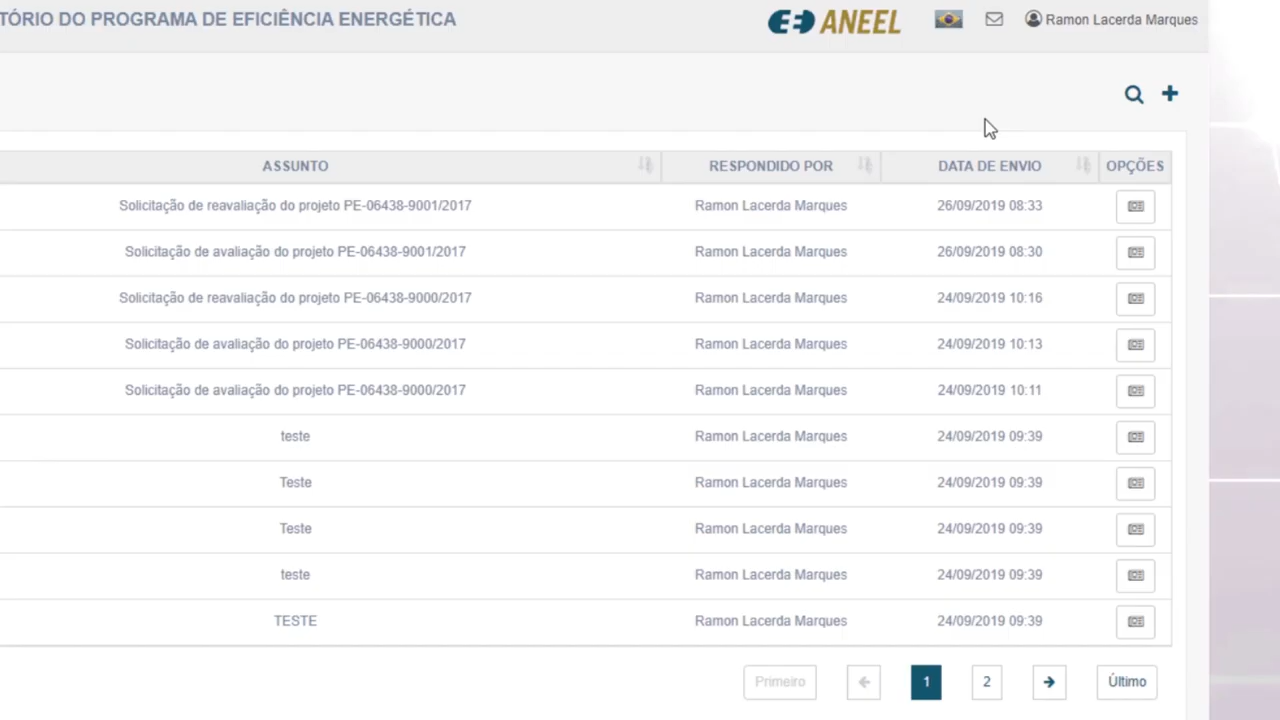 TÓRIO DO PROGRAMA DE EFICIÊNCIA ENERGÉTICA
ANEEL
Ramon Lacerda Marques
ASSUNTO RESPONDIDO POR DATA DE ENVIO OPÇÕES
Solicitação de reavaliação do projeto PE-06438-9001/2017 Ramon Lacerda Marques 26/09/2019 08:33
Solicitação de avaliação do projeto PE-06438-9001/2017 Ramon Lacerda Marques 26/09/2019 08:30
Solicitação de reavaliação do projeto PE-06438-9000/2017 Ramon Lacerda Marques 24/09/2019 10:16
Solicitação de avaliação do projeto PE-06438-9000/2017 Ramon Lacerda Marques 24/09/2019 10:13
Solicitação de avaliação do projeto PE-06438-9000/2017 Ramon Lacerda Marques 24/09/2019 10:11
teste Ramon Lacerda Marques 24/09/2019 09:39
Teste Ramon Lacerda Marques 24/09/2019 09:39
Teste Ramon Lacerda Marques 24/09/2019 09:39
teste Ramon Lacerda Marques 24/09/2019 09:39
TESTE Ramon Lacerda Marques 24/09/2019 09:39
Primeiro 1 2 Último